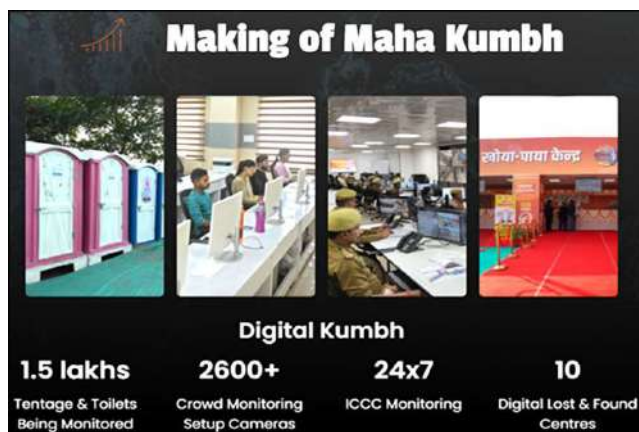 Making of Maha Kumbh
खोया-पाया केन्द्र
Digital Kumbh
1.5 lakhs
Tentage & Toilets
Being Monitored
2600+
Crowd Monitoring
Setup Cameras
24x7
ICCC Monitoring
10
Digital Lost & Found
Centres